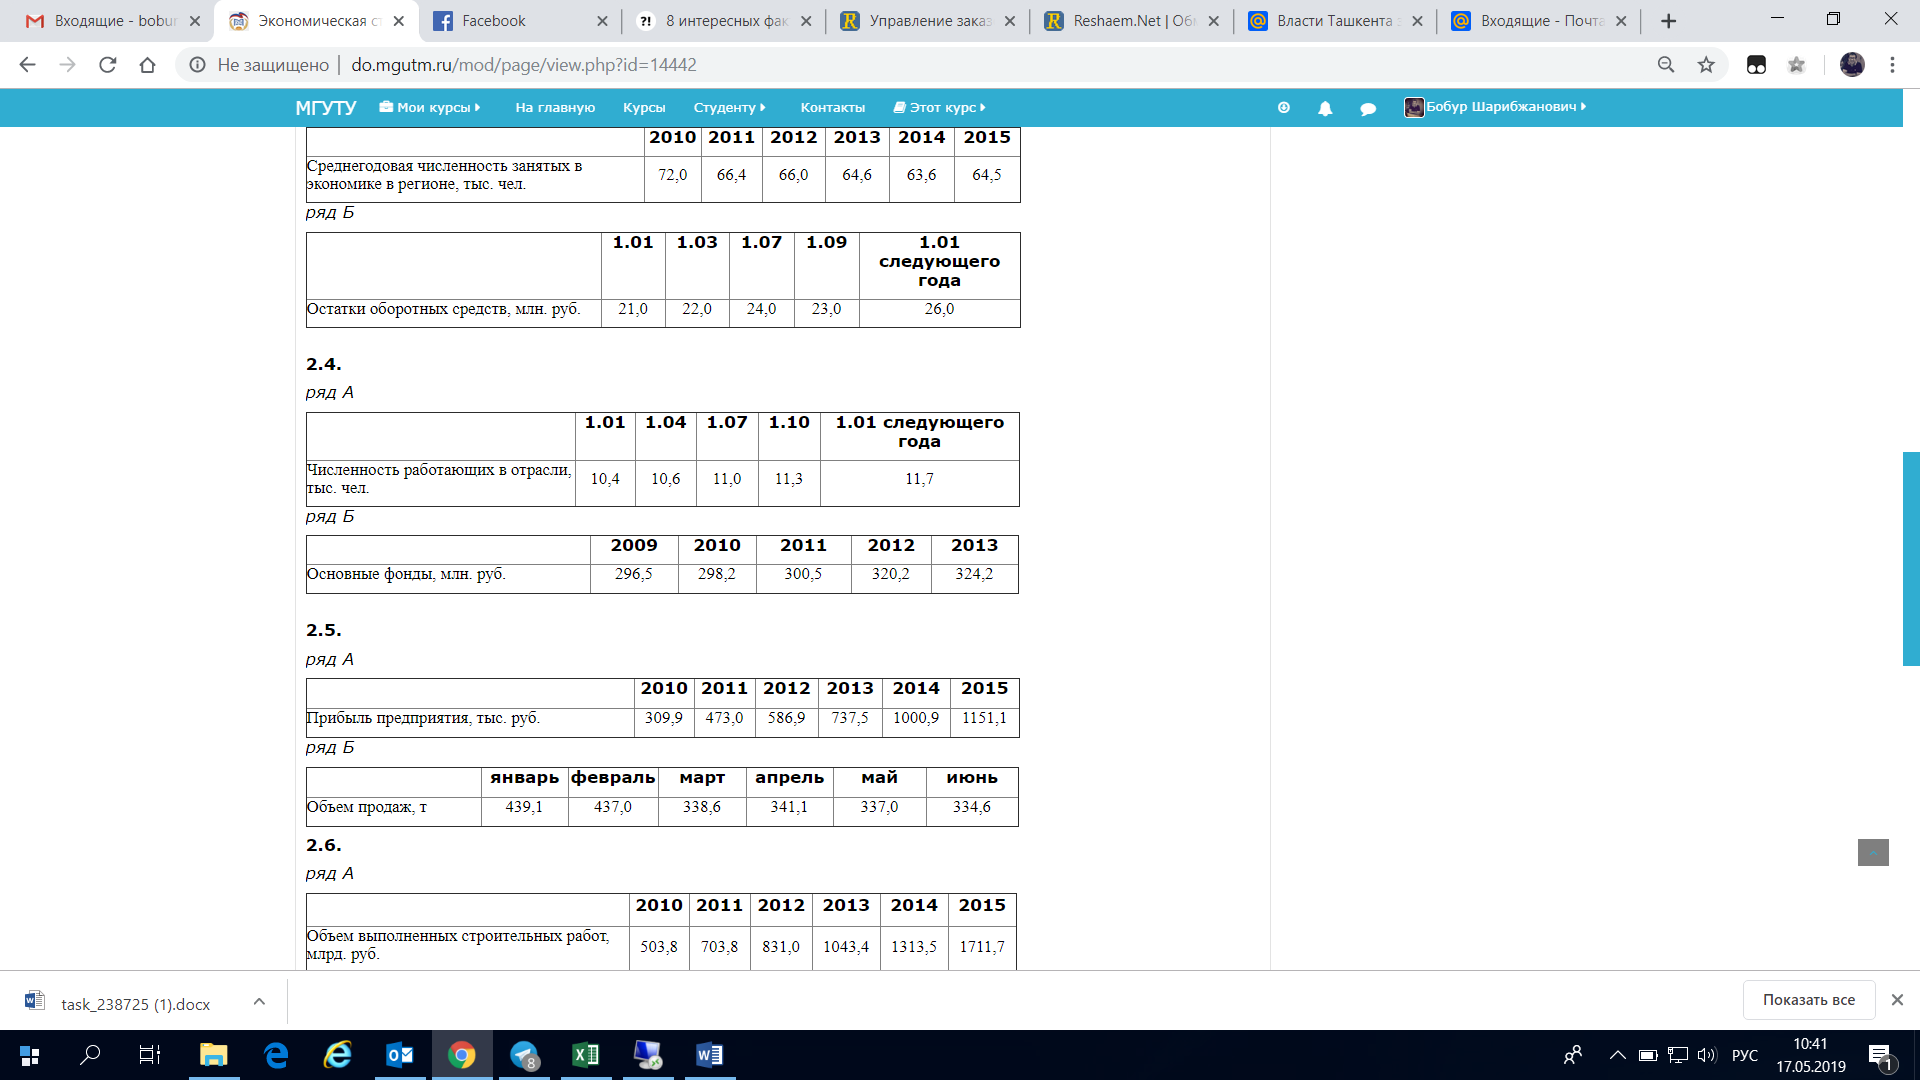 Входящие - bobur
Экономическая ст
Facebook
8 интересных фак
Управление заказ
Reshaem.Net | Об
Власти Ташкента з
Входящие - Почта
Не защищено | do.mgutm.ru/mod/page/view.php?id=14442
МГУТУ Мои курсы На главную Курсы Студенту Контакты Этот курс Бобур Шарибжанович
2010 2011 2012 2013 2014 2015
Среднегодовая численность занятых в
экономике в регионе, тыс. чел.
72,0 66,4 66,0 64,6 63,6 64,5
ряд Б
1.01 1.03 1.07 1.09 1.01
следующего
года
Остатки оборотных средств, млн. руб. 21,0 22,0 24,0 23,0 26,0
2.4.
ряд А
1.01 1.04 1.07 1.10 1.01 следующего
года
Численность работающих в отрасли,
тыс. чел.
10,4 10,6 11,0 11,3 11,7
ряд Б
2009 2010 2011 2012 2013
Основные фонды, млн. руб. 296,5 298,2 300,5 320,2 324,2
2.5.
ряд А
2010 2011 2012 2013 2014 2015
Прибыль предприятия, тыс. руб. 309,9 473,0 586,9 737,5 1000,9 1151,1
ряд Б
январь февраль март апрель май июнь
Объем продаж, т 439,1 437,0 338,6 341,1 337,0 334,6
2.6.
ряд А
2010 2011 2012 2013 2014 2015
Объем выполненных строительных работ,
млрд. руб.
503,8 703,8 831,0 1043,4 1313,5 1711,7
task_238725 (1).docx
Показать все
8
РУС
10:41
17.05.2019
1